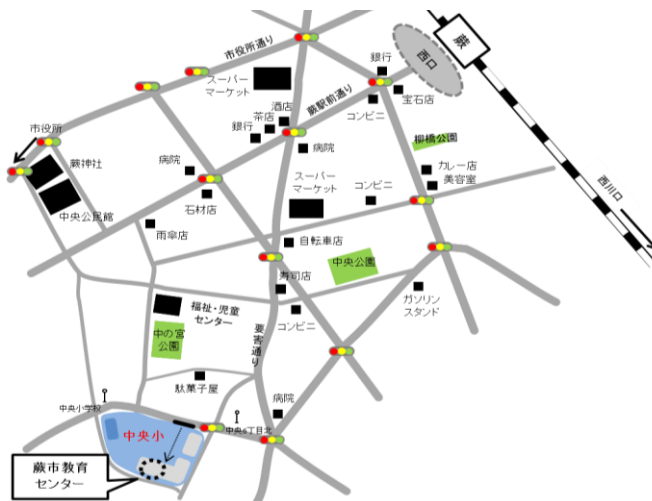 蕨
西口
市役所通り
銀行
スーパー
マーケット
蕨駅前通り
宝石店
コンビニ
酒店
茶店
銀行
市役所
病院
柳橋公園
蕨神社
病院
カレー店
美容室
西川口
中央公民館
石材店
スーパー
マーケット
コンビニ
雨傘店
自転車店
中央公園
寿司店
ガソリン
スタンド
福祉・児童
センター
コンビニ
要害通り
中の宮
公園
駄菓子屋
病院
中央小学校
中央小
中央6丁目北
蕨市教育
センター